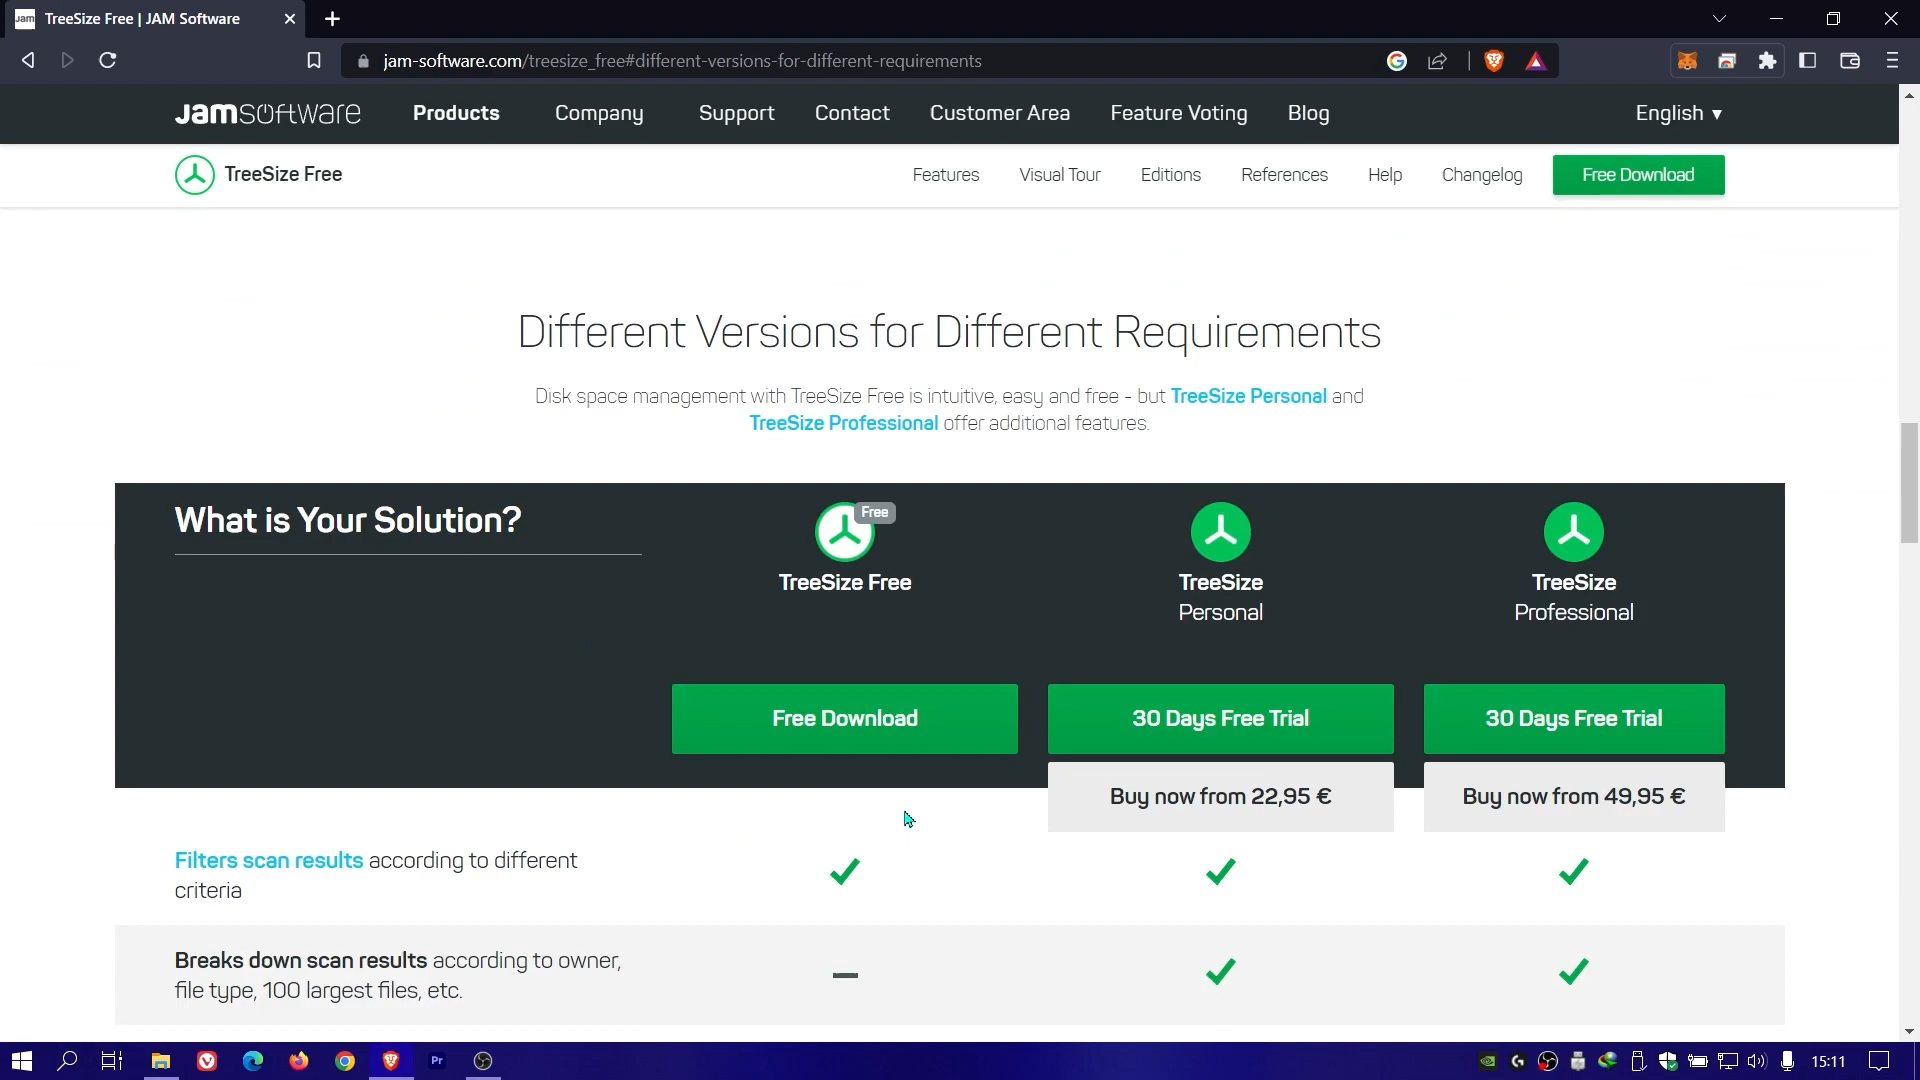 TreeSize Free | JAM Software
jam-software.com/treesize_free#different-versions-for-different-requirements
Jamsoftware
Products
Company
Support
Contact
Customer Area
Feature Voting
Blog
English ▾
TreeSize Free
Features
Visual Tour
Editions
References
Help
Changelog
Free Download
Different Versions for Different Requirements
Disk space management with TreeSize Free is intuitive, easy and free - but TreeSize Personal and
TreeSize Professional offer additional features.
What is Your Solution?
Free
TreeSize Free
TreeSize
Personal
TreeSize
Professional
Free Download
30 Days Free Trial
30 Days Free Trial
Buy now from 22,95 €
Buy now from 49,95 €
Filters scan results according to different
criteria
Breaks down scan results according to owner,
file type, 100 largest files, etc.
Pr
15:11